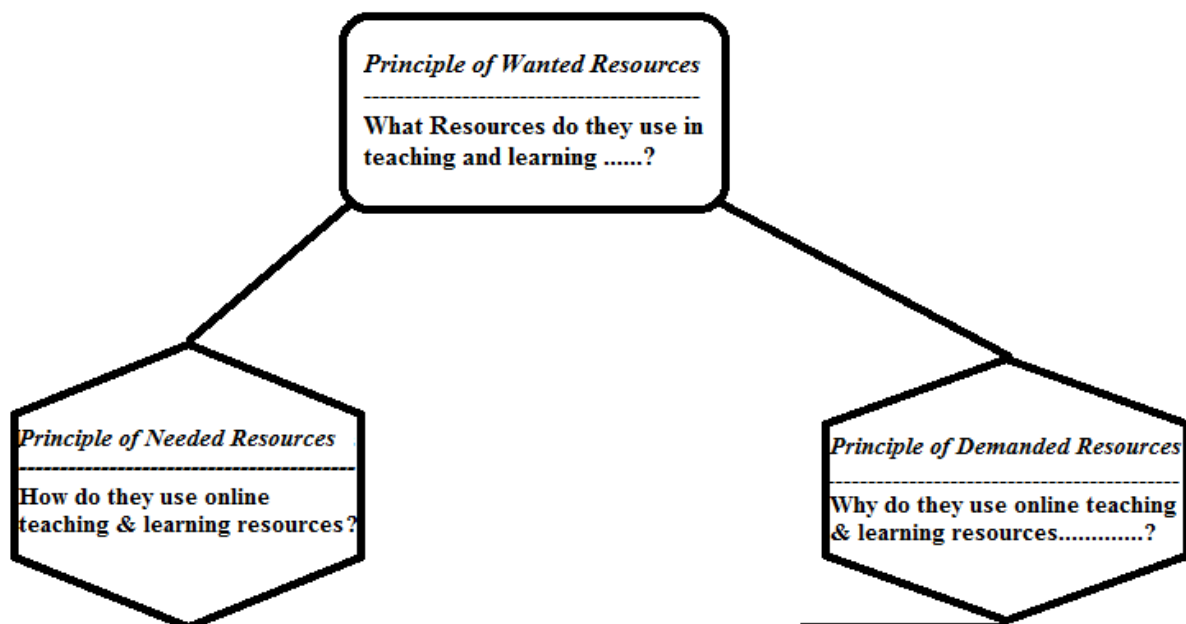 Principle of Wanted Resources
-----------------------------------------
What Resources do they use in
teaching and learning ......?
Principle of Needed Resources
-----------------------------------------
How do they use online
teaching & learning resources?
Principle of Demanded Resources
-------------------------------------------
Why do they use online teaching
& learning resources.............?